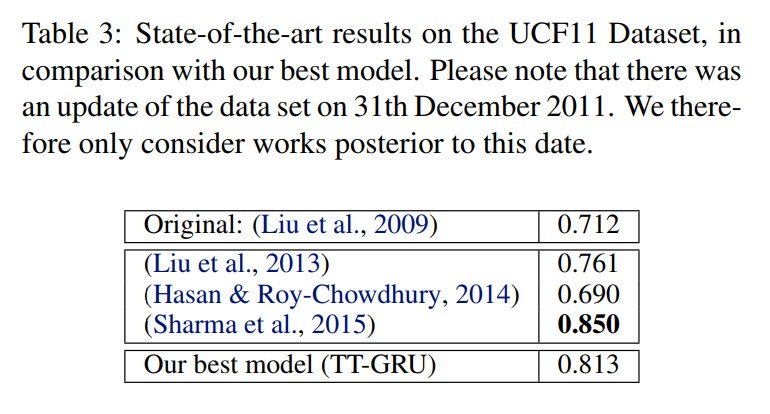 Table 3: State-of-the-art results on the UCF11 Dataset, in
comparison with our best model. Please note that there was
an update of the data set on 31th December 2011. We there-
fore only consider works posterior to this date.
Original: (Liu et al., 2009) 0.712
(Liu et al., 2013) 0.761
(Hasan & Roy-Chowdhury, 2014) 0.690
(Sharma et al., 2015) 0.850
Our best model (TT-GRU) 0.813